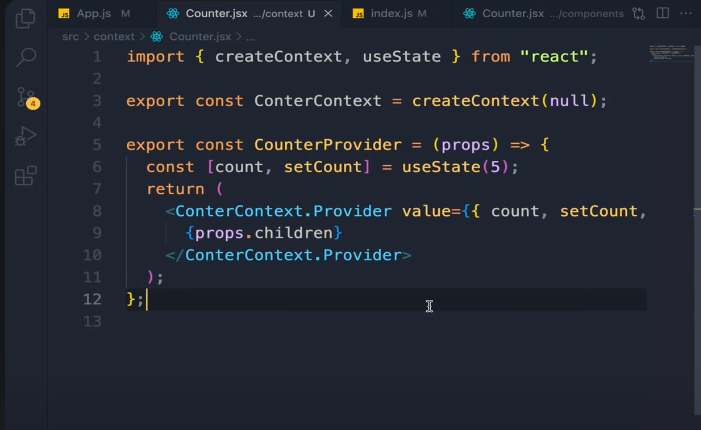 JS App.js M Counter.jsx .../context U × JS index.js M Counter.jsx .../components ...
src > context > Counter.jsx > ...
4
1 import { createContext, useState } from "react";
2
3 export const ConterContext = createContext(null);
4
5 export const CounterProvider = (props) => {
6 const [count, setCount] = useState(5);
7 return (
8 <ConterContext.Provider value={{ count, setCount,
9 {props.children}
10 </ConterContext.Provider>
11 );
12 };
13